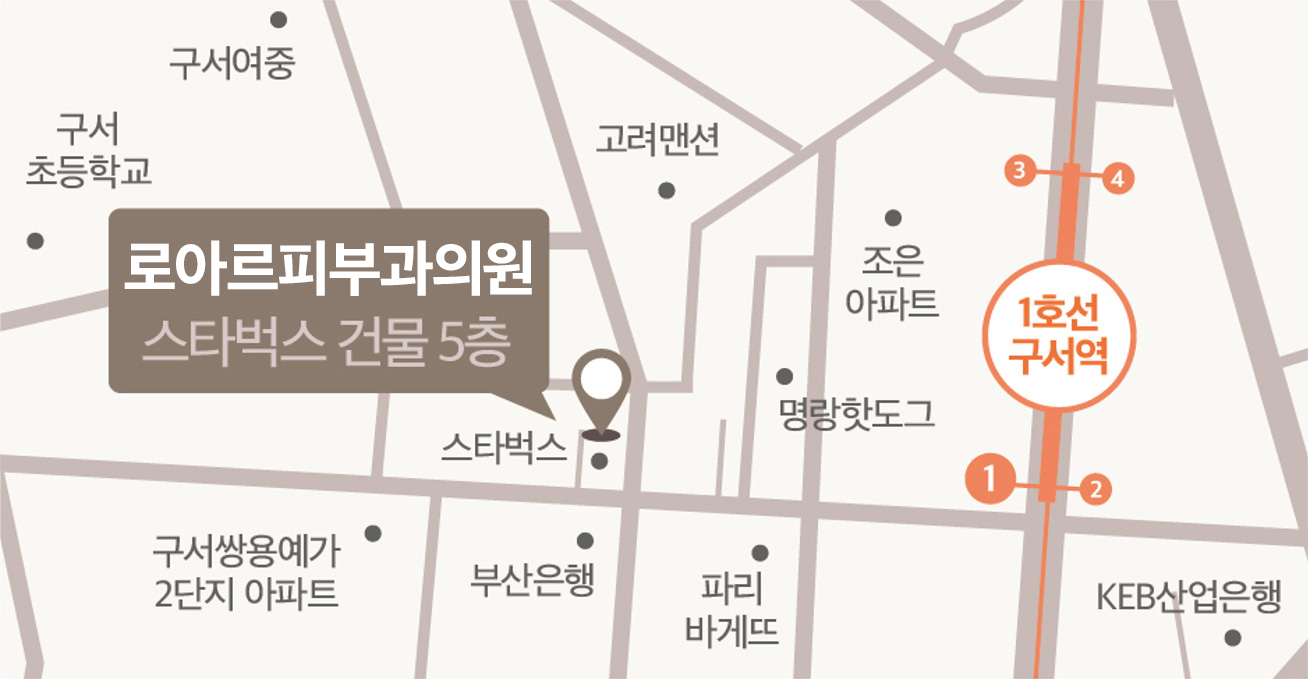 구서여중
구서
초등학교
고려맨션
3
4
로아르피부과의원
스타벅스 건물 5층
조은
아파트
1호선
구서역
명랑핫도그
스타벅스
1
2
구서쌍용예가
2단지 아파트
부산은행
파리
바게뜨
KEB산업은행